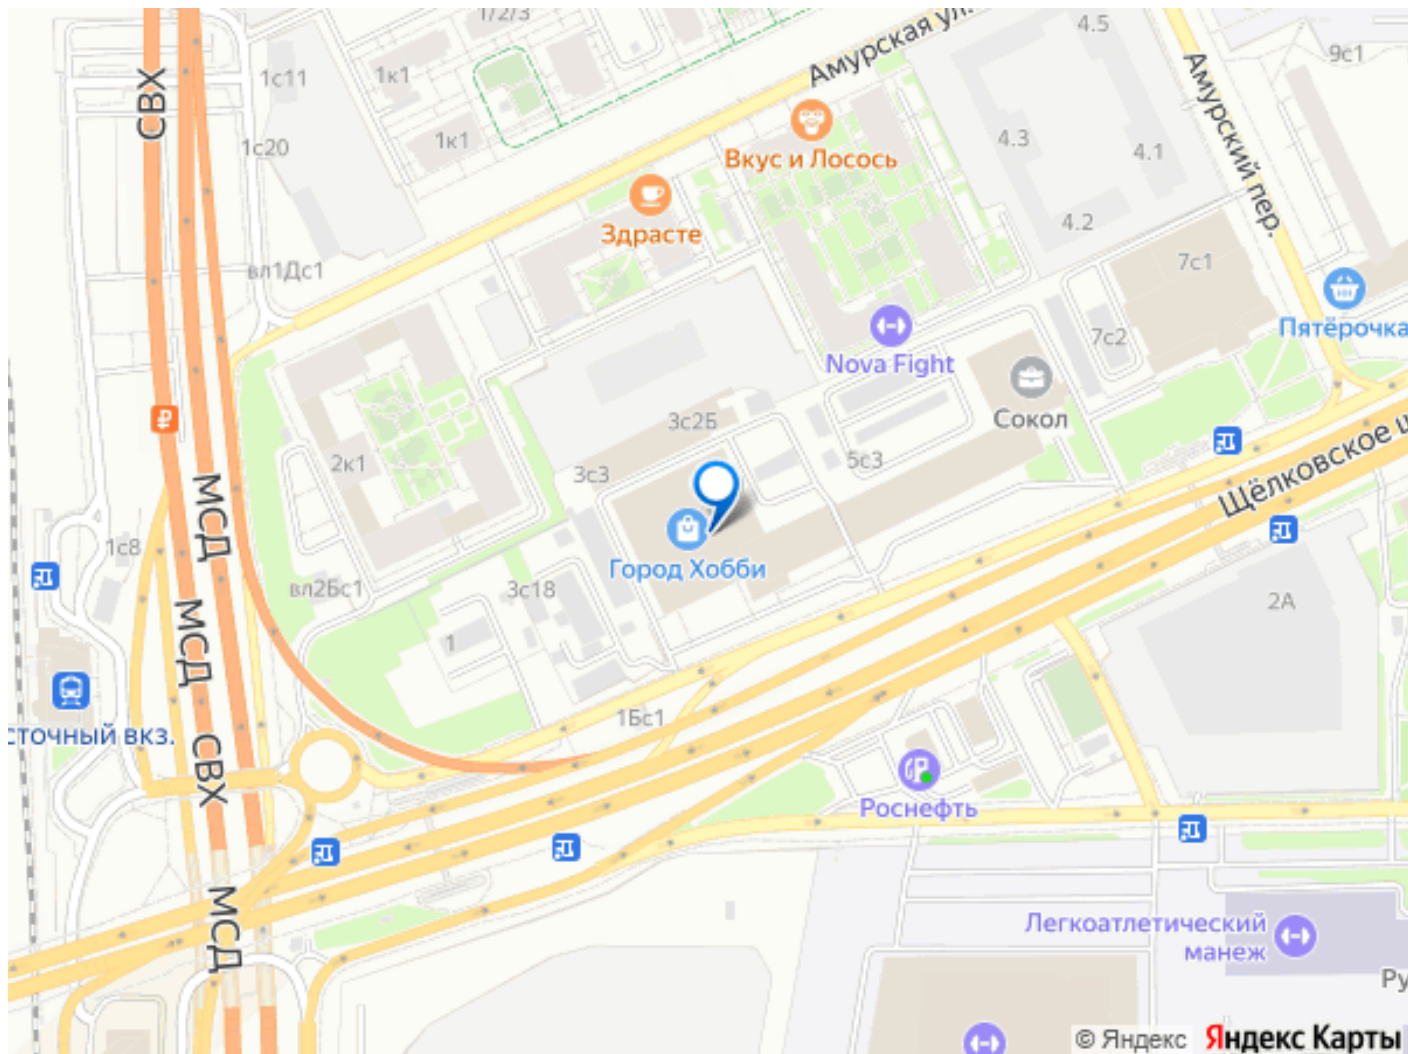 1/2/3
Амурская ул.
4.5
9с1
СВХ
1с11
1к1
Амурский пер.
1с20
1к1
Вкус и Лосось
4.3
4.1
Здрасте
4.2
вл1Дс1
7с1
Пятёрочка
Nova Fight
7с2
Сокол
3с2Б
5с3
3с3
2к1
МСД
Щёлковское ш
1с8
Город Хобби
вл2Бс1
3с18
2А
МСД
1
сточный вкз.
1Бс1
СВХ
Роснефть
МСД
Легкоатлетический
манеж
Ру
© Яндекс Яндекс Карты